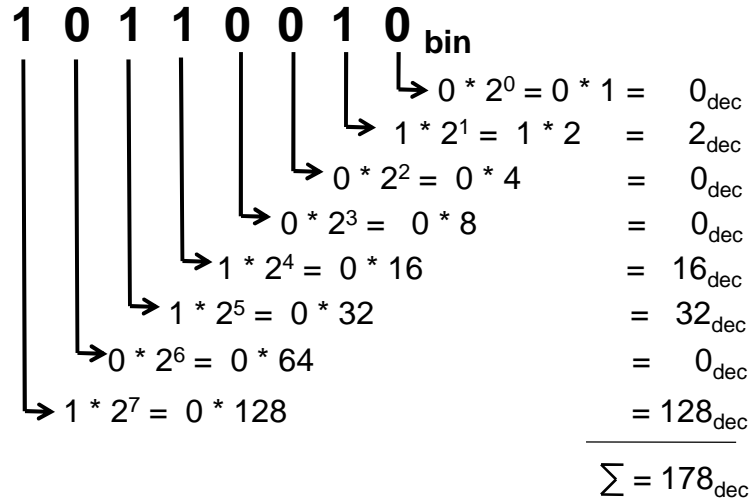 1 0 1 1 0 0 1 0 bin
0 * 2⁰ = 0 * 1 = 0dec
1 * 2¹ = 1 * 2 = 2dec
0 * 2² = 0 * 4 = 0dec
0 * 2³ = 0 * 8 = 0dec
1 * 2⁴ = 0 * 16 = 16dec
1 * 2⁵ = 0 * 32 = 32dec
0 * 2⁶ = 0 * 64 = 0dec
1 * 2⁷ = 0 * 128 = 128dec
∑ = 178dec